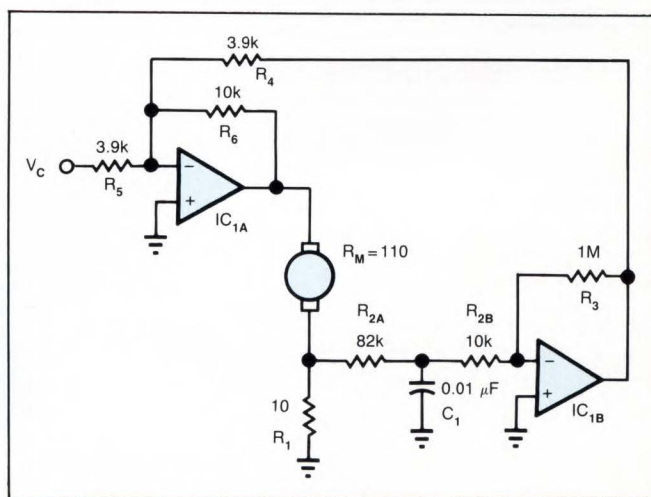 3.9k
R4
10k
R6
3.9k
VC
R5
−
+
IC1A
RM = 110
1M
R3
R2A
R2B
82k
10k
−
0.01 μF
+
IC1B
C1
10
R1